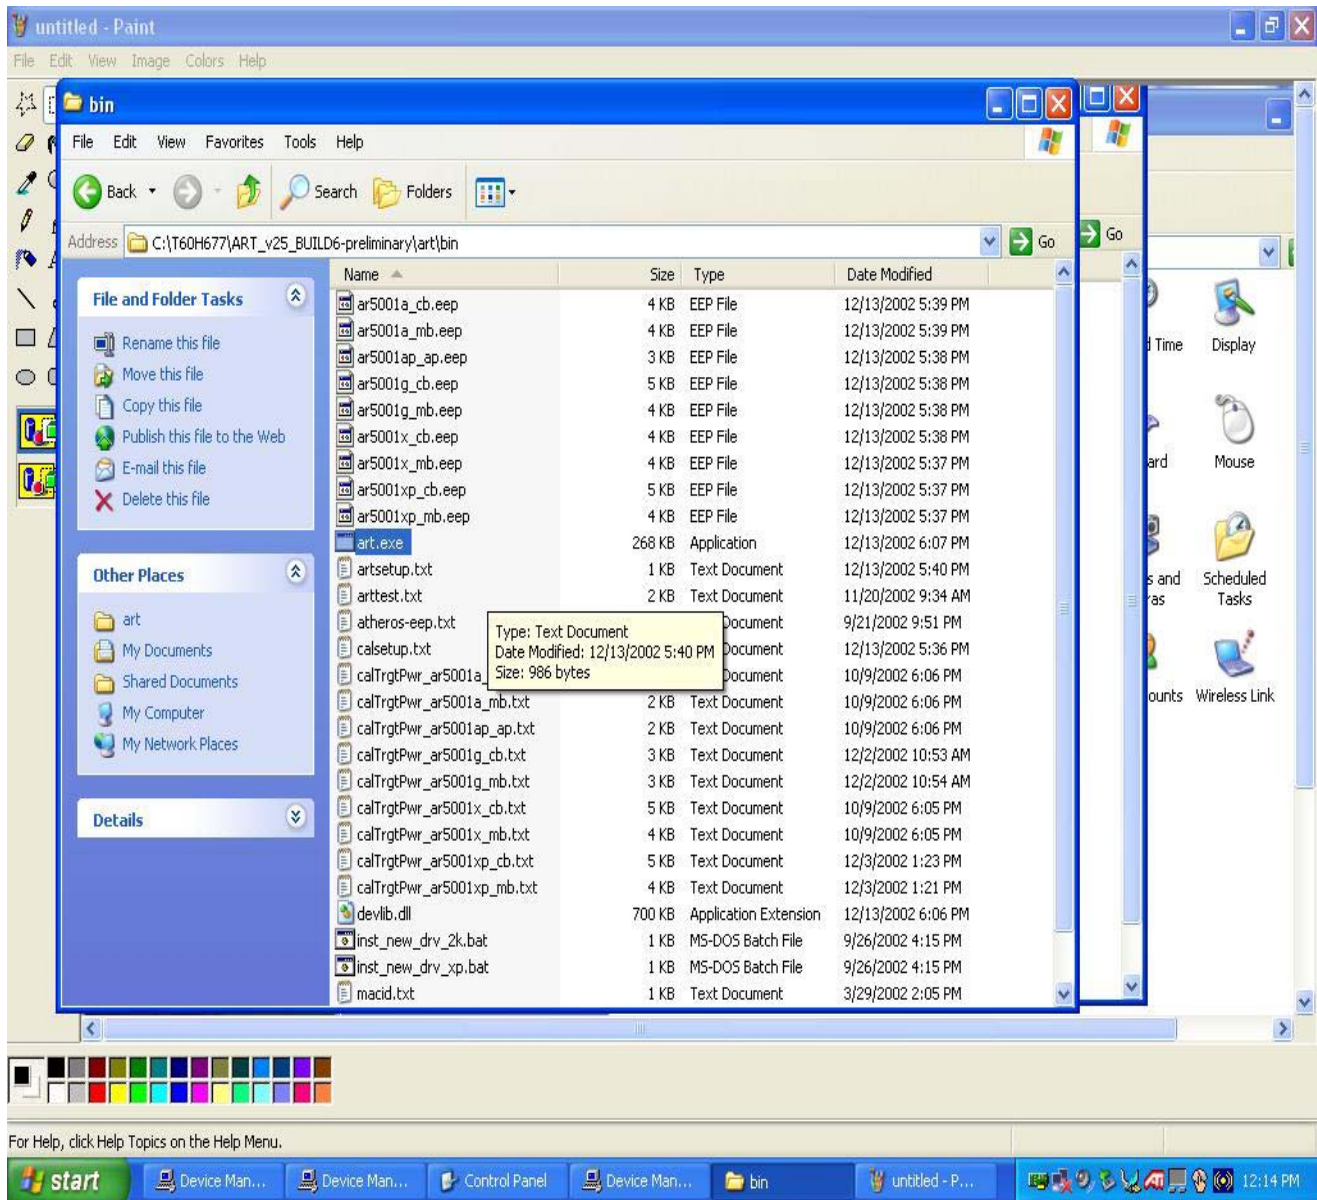 untitled - Paint
File Edit View Image Colors Help
bin
File Edit View Favorites Tools Help
Back Search Folders
Address C:\T60H677\ART_v25_BUILD6-preliminary\art\bin Go Go
Name Size Type Date Modified
File and Folder Tasks
Rename this file
Move this file
Copy this file
Publish this file to the Web
E-mail this file
Delete this file
Other Places
art
My Documents
Shared Documents
My Computer
My Network Places
Details
ar5001a_cb.eep 4 KB EEP File 12/13/2002 5:39 PM
ar5001a_mb.eep 4 KB EEP File 12/13/2002 5:39 PM
ar5001ap_ap.eep 3 KB EEP File 12/13/2002 5:38 PM
ar5001g_cb.eep 5 KB EEP File 12/13/2002 5:38 PM
ar5001g_mb.eep 4 KB EEP File 12/13/2002 5:38 PM
ar5001x_cb.eep 4 KB EEP File 12/13/2002 5:38 PM
ar5001x_mb.eep 4 KB EEP File 12/13/2002 5:37 PM
ar5001xp_cb.eep 5 KB EEP File 12/13/2002 5:37 PM
ar5001xp_mb.eep 4 KB EEP File 12/13/2002 5:37 PM
art.exe 268 KB Application 12/13/2002 6:07 PM
artsetup.txt 1 KB Text Document 12/13/2002 5:40 PM
arttest.txt 2 KB Text Document 11/20/2002 9:34 AM
atheros-eep.txt Document 9/21/2002 9:51 PM
calsetup.txt Document 12/13/2002 5:36 PM
calTrgtPwr_ar5001a_ Document 10/9/2002 6:06 PM
calTrgtPwr_ar5001a_mb.txt 2 KB Text Document 10/9/2002 6:06 PM
calTrgtPwr_ar5001ap_ap.txt 2 KB Text Document 10/9/2002 6:06 PM
calTrgtPwr_ar5001g_cb.txt 3 KB Text Document 12/2/2002 10:53 AM
calTrgtPwr_ar5001g_mb.txt 3 KB Text Document 12/2/2002 10:54 AM
calTrgtPwr_ar5001x_cb.txt 5 KB Text Document 10/9/2002 6:05 PM
calTrgtPwr_ar5001x_mb.txt 4 KB Text Document 10/9/2002 6:05 PM
calTrgtPwr_ar5001xp_cb.txt 5 KB Text Document 12/3/2002 1:23 PM
calTrgtPwr_ar5001xp_mb.txt 4 KB Text Document 12/3/2002 1:21 PM
devlib.dll 700 KB Application Extension 12/13/2002 6:06 PM
inst_new_drv_2k.bat 1 KB MS-DOS Batch File 9/26/2002 4:15 PM
inst_new_drv_xp.bat 1 KB MS-DOS Batch File 9/26/2002 4:15 PM
macid.txt 1 KB Text Document 3/29/2002 2:05 PM
Type: Text Document
Date Modified: 12/13/2002 5:40 PM
Size: 986 bytes
d Time Display
ard Mouse
s and Scheduled
ras Tasks
ounts Wireless Link
For Help, click Help Topics on the Help Menu.
start Device Man... Device Man... Control Panel Device Man... bin untitled - P... 12:14 PM